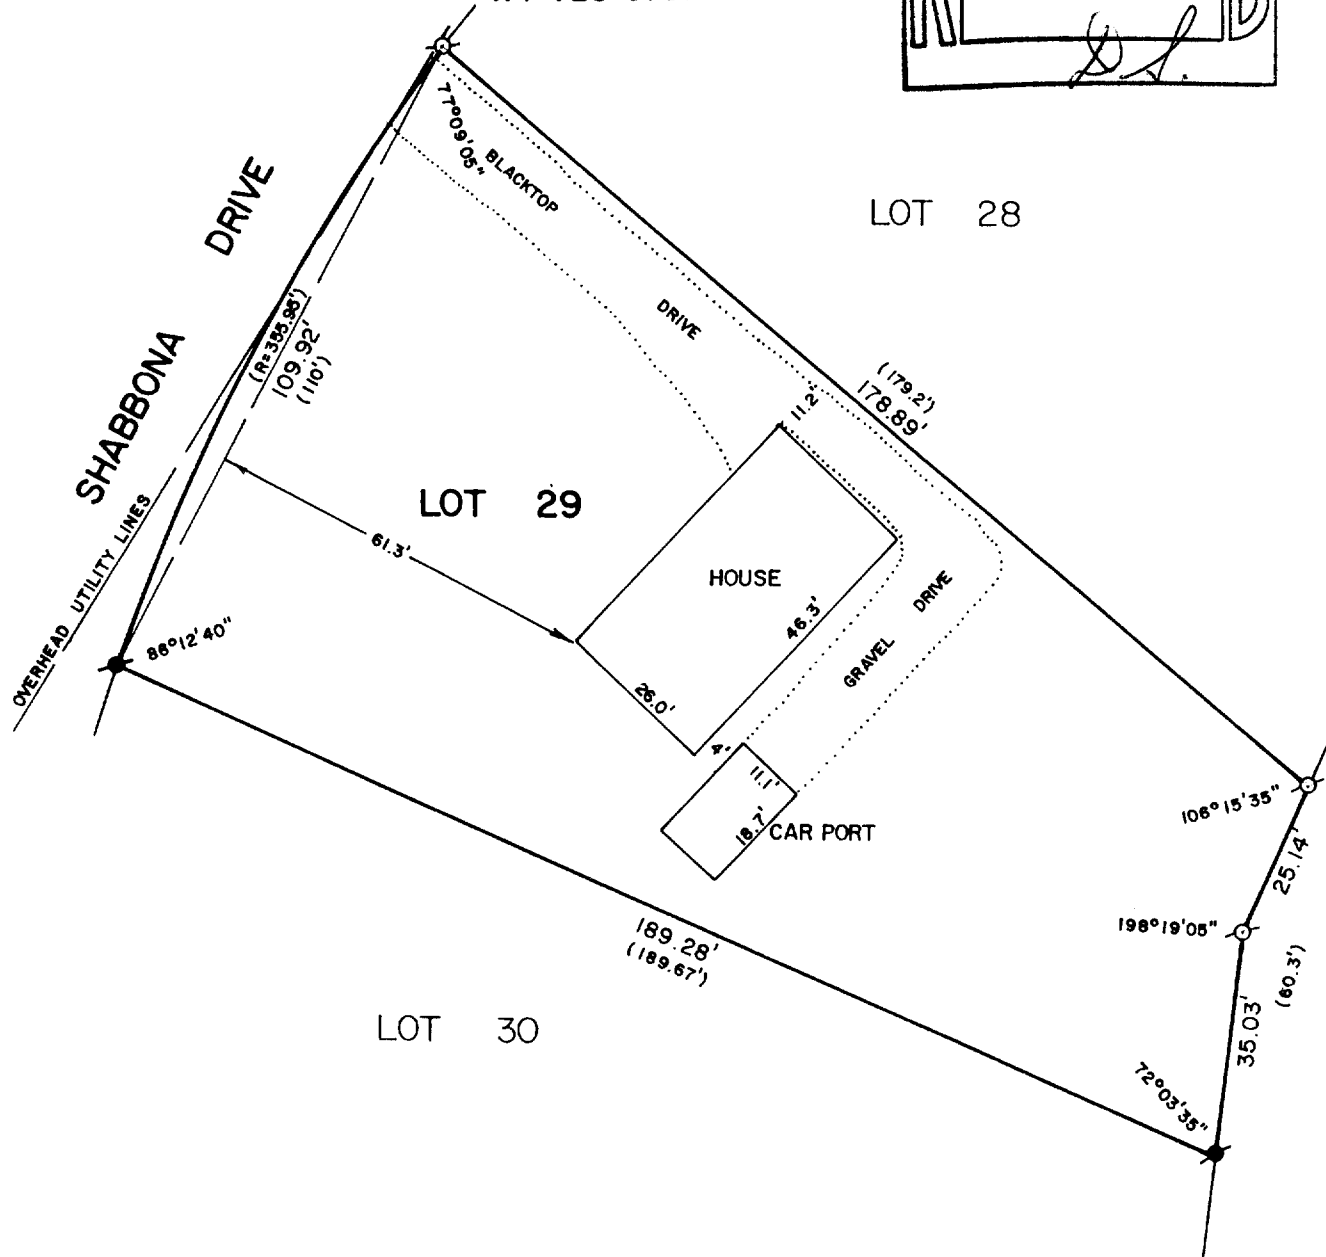 77°09'05"
BLACKTOP
DRIVE
LOT 28
SHABBONA DRIVE
(R=355.95')
109.92'
(110')
(179.2')
178.89'
11.2'
LOT 29
61.3'
HOUSE
46.3'
26.0'
GRAVEL DRIVE
OVERHEAD UTILITY LINES
86°12'40"
4'
11.1'
18.7'
CAR PORT
106°15'35"
25.14'
198°19'05"
(60.3')
35.03'
189.28'
(189.67')
LOT 30
72°03'35"